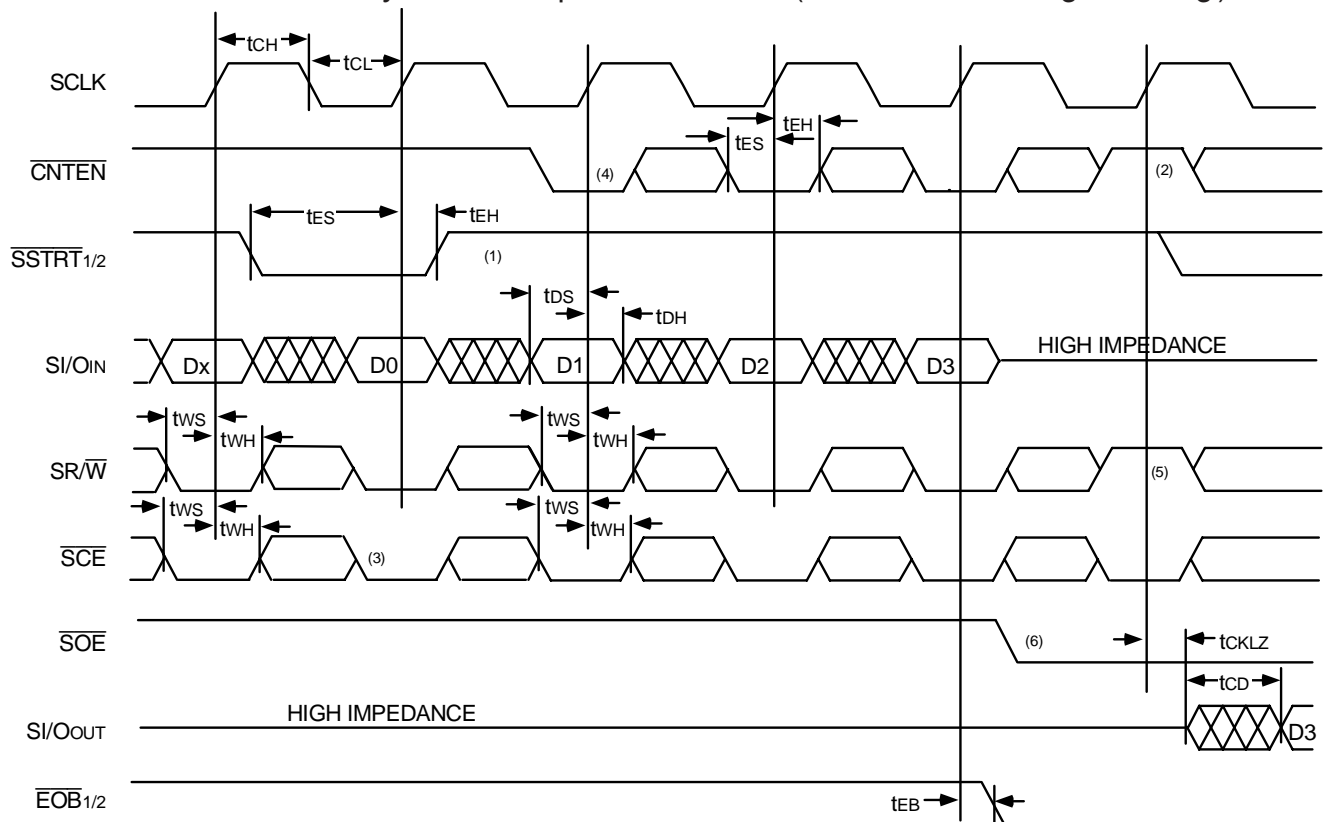 tCH
tCL
SCLK
tEH
tES
CNTEN
(4)
(2)
tES
tEH
SSTRT1/2
(1)
tDS
tDH
HIGH IMPEDANCE
SI/OIN
Dx
D0
D1
D2
D3
tWS
tWS
tWH
tWH
SR/W
(5)
tWS
tWS
tWH
tWH
SCE
(3)
SOE
(6)
tCKLZ
tCD
HIGH IMPEDANCE
SI/OOUT
D3
EOB1/2
tEB